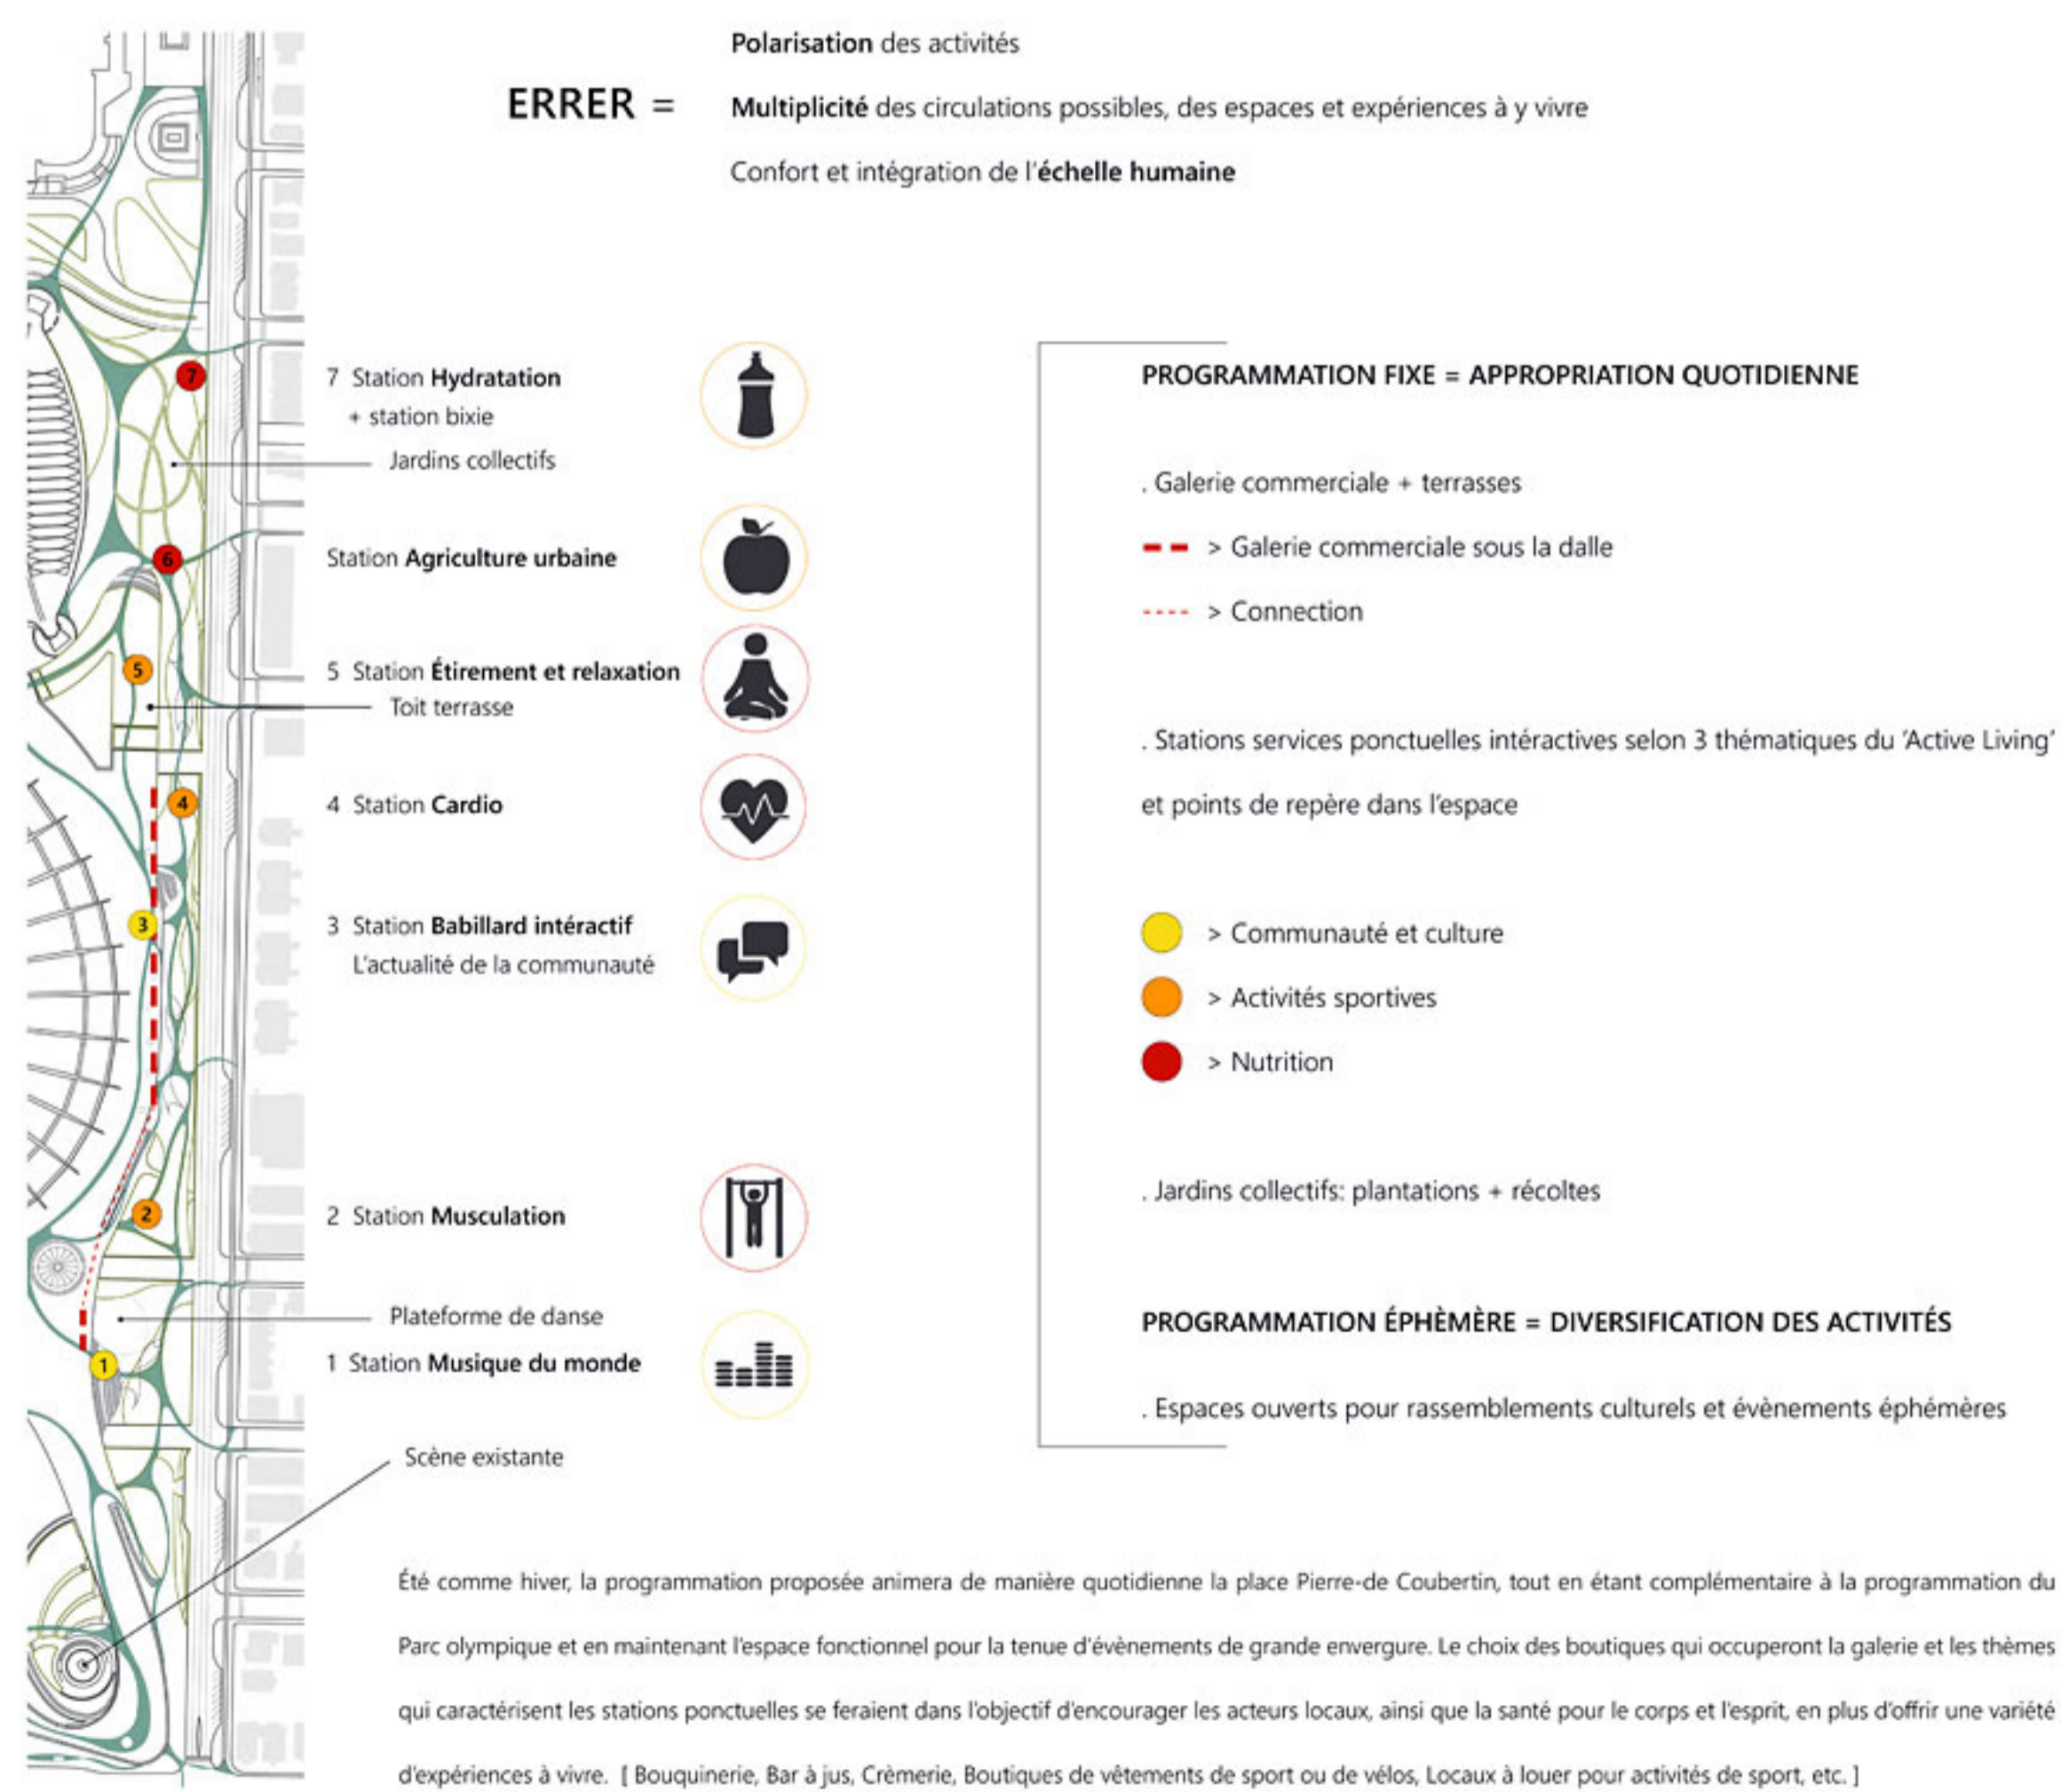 Polarisation des activités
ERRER =
Multiplicité des circulations possibles, des espaces et expériences à y vivre
Confort et intégration de l'échelle humaine
7
7 Station Hydratation
+ station bixie
Jardins collectifs
6
Station Agriculture urbaine
5
5 Station Étirement et relaxation
Toit terrasse
4
4 Station Cardio
3
3 Station Babillard intéractif
L'actualité de la communauté
2
2 Station Musculation
Plateforme de danse
1
1 Station Musique du monde
Scène existante
PROGRAMMATION FIXE = APPROPRIATION QUOTIDIENNE
. Galerie commerciale + terrasses
> Galerie commerciale sous la dalle
> Connection
. Stations services ponctuelles intéractives selon 3 thématiques du 'Active Living'
et points de repère dans l'espace
> Communauté et culture
> Activités sportives
> Nutrition
. Jardins collectifs: plantations + récoltes
PROGRAMMATION ÉPHÈMÈRE = DIVERSIFICATION DES ACTIVITÉS
. Espaces ouverts pour rassemblements culturels et évènements éphémères
Été comme hiver, la programmation proposée animera de manière quotidienne la place Pierre-de Coubertin, tout en étant complémentaire à la programmation du
Parc olympique et en maintenant l'espace fonctionnel pour la tenue d'évènements de grande envergure. Le choix des boutiques qui occuperont la galerie et les thèmes
qui caractérisent les stations ponctuelles se feraient dans l'objectif d'encourager les acteurs locaux, ainsi que la santé pour le corps et l'esprit, en plus d'offrir une variété
d'expériences à vivre. [ Bouquinerie, Bar à jus, Crèmerie, Boutiques de vêtements de sport ou de vélos, Locaux à louer pour activités de sport, etc. ]